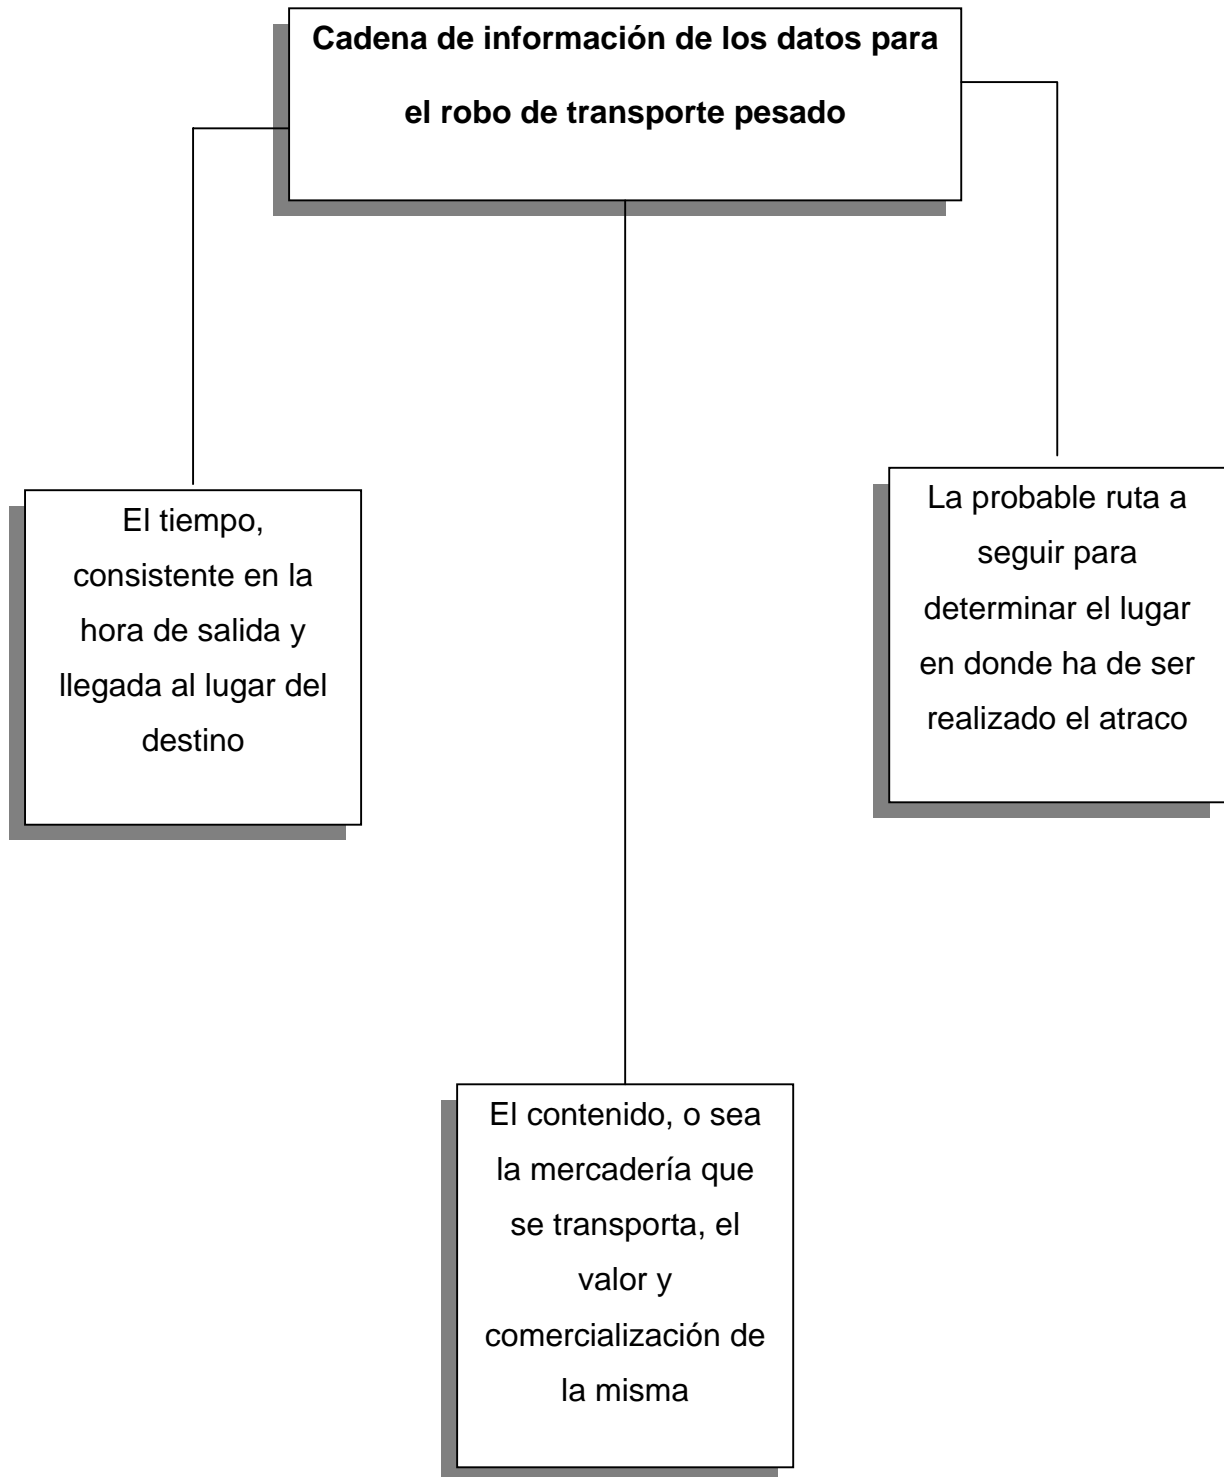 Cadena de información de los datos para
el robo de transporte pesado
El tiempo,
consistente en la
hora de salida y
llegada al lugar del
destino
La probable ruta a
seguir para
determinar el lugar
en donde ha de ser
realizado el atraco
El contenido, o sea
la mercadería que
se transporta, el
valor y
comercialización de
la misma